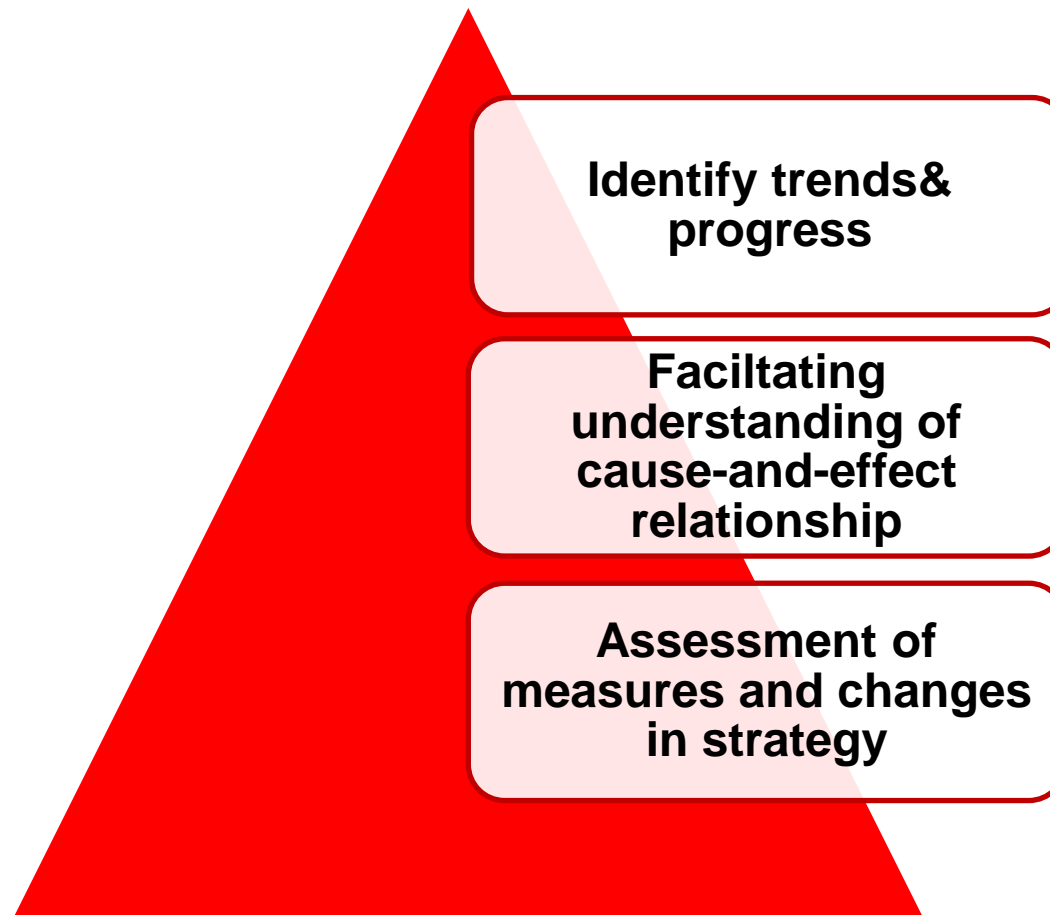 Identify trends&
progress
Faciltating
understanding of
cause-and-effect
relationship
Assessment of
measures and changes
in strategy